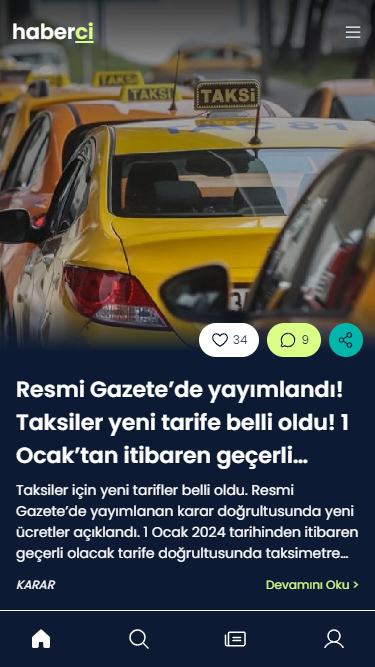 haberci
TAKSİ
TAKSİ
TAKSİ
34
9
Resmi Gazete’de yayımlandı!
Taksiler yeni tarife belli oldu! 1
Ocak’tan itibaren geçerli...
Taksiler için yeni tarifler belli oldu. Resmi
Gazete’de yayımlanan karar doğrultusunda yeni
ücretler açıklandı. 1 Ocak 2024 tarihinden itibaren
geçerli olacak tarife doğrultusunda taksimetre...
KARAR
Devamını Oku >